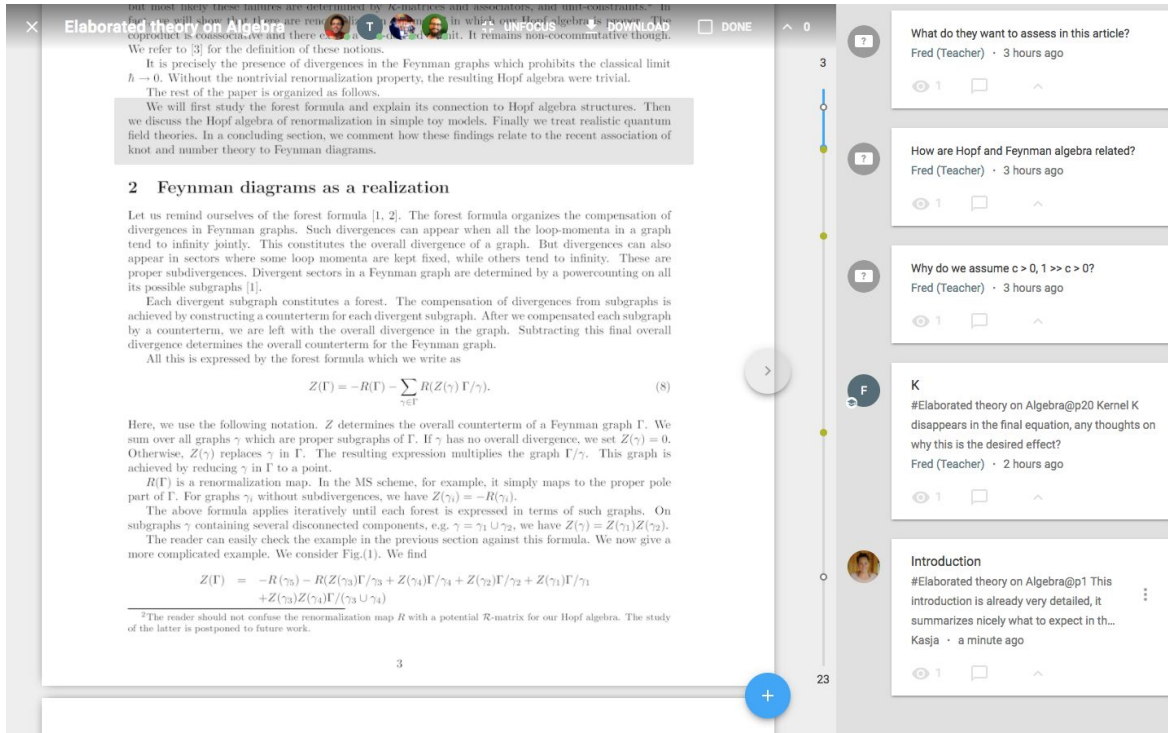 but most likely these failures are determined by R-matrices and associators, and unit-constraints.² In
× Elaborated theory on Algebra T UNFOCUS DOWNLOAD DONE 0
coproduct is coassociative and there unit. It remains non-cocommutative though.
We refer to [3] for the definition of these notions.
It is precisely the presence of divergences in the Feynman graphs which prohibits the classical limit
ℏ → 0. Without the nontrivial renormalization property, the resulting Hopf algebra were trivial.
The rest of the paper is organized as follows.
We will first study the forest formula and explain its connection to Hopf algebra structures. Then
we discuss the Hopf algebra of renormalization in simple toy models. Finally we treat realistic quantum
field theories. In a concluding section, we comment how these findings relate to the recent association of
knot and number theory to Feynman diagrams.
2 Feynman diagrams as a realization
Let us remind ourselves of the forest formula [1, 2]. The forest formula organizes the compensation of
divergences in Feynman graphs. Such divergences can appear when all the loop-momenta in a graph
tend to infinity jointly. This constitutes the overall divergence of a graph. But divergences can also
appear in sectors where some loop momenta are kept fixed, while others tend to infinity. These are
proper subdivergences. Divergent sectors in a Feynman graph are determined by a powercounting on all
its possible subgraphs [1].
Each divergent subgraph constitutes a forest. The compensation of divergences from subgraphs is
achieved by constructing a counterterm for each divergent subgraph. After we compensated each subgraph
by a counterterm, we are left with the overall divergence in the graph. Subtracting this final overall
divergence determines the overall counterterm for the Feynman graph.
All this is expressed by the forest formula which we write as
Z(Γ) = −R(Γ) − ∑ R(Z(γ) Γ/γ). (8)
γ∈Γ
Here, we use the following notation. Z determines the overall counterterm of a Feynman graph Γ. We
sum over all graphs γ which are proper subgraphs of Γ. If γ has no overall divergence, we set Z(γ) = 0.
Otherwise, Z(γ) replaces γ in Γ. The resulting expression multiplies the graph Γ/γ. This graph is
achieved by reducing γ in Γ to a point.
R(Γ) is a renormalization map. In the MS scheme, for example, it simply maps to the proper pole
part of Γ. For graphs γᵢ without subdivergences, we have Z(γᵢ) = −R(γᵢ).
The above formula applies iteratively until each forest is expressed in terms of such graphs. On
subgraphs γ containing several disconnected components, e.g. γ = γ₁ ∪ γ₂, we have Z(γ) = Z(γ₁)Z(γ₂).
The reader can easily check the example in the previous section against this formula. We now give a
more complicated example. We consider Fig.(1). We find
Z(Γ) = −R (γ₅) − R(Z(γ₃)Γ/γ₃ + Z(γ₄)Γ/γ₄ + Z(γ₂)Γ/γ₂ + Z(γ₁)Γ/γ₁
+Z(γ₃)Z(γ₄)Γ/(γ₃ ∪ γ₄)
²The reader should not confuse the renormalization map R with a potential R-matrix for our Hopf algebra. The study
of the latter is postponed to future work.
3
3
23
+
What do they want to assess in this article?
Fred (Teacher) · 3 hours ago
1
How are Hopf and Feynman algebra related?
Fred (Teacher) · 3 hours ago
1
Why do we assume c > 0, 1 >> c > 0?
Fred (Teacher) · 3 hours ago
1
F
K
#Elaborated theory on Algebra@p20 Kernel K
disappears in the final equation, any thoughts on
why this is the desired effect?
Fred (Teacher) · 2 hours ago
1
Introduction
#Elaborated theory on Algebra@p1 This
introduction is already very detailed, it
summarizes nicely what to expect in th...
Kasja · a minute ago
1